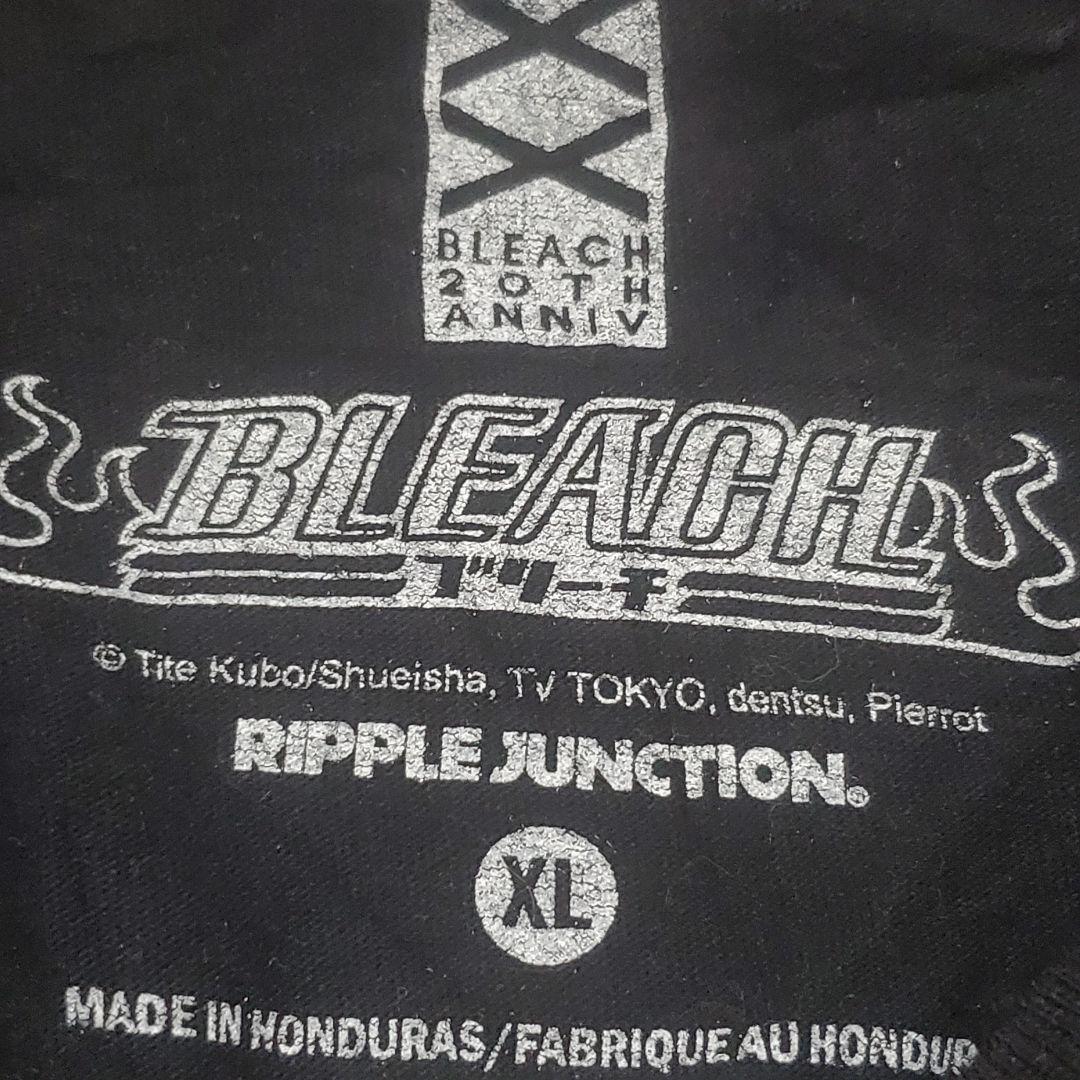 BLEACH
20TH
ANNIV
BLEACH
ブリーチ
© Tite Kubo/Shueisha, TV TOKYO, dentsu, Pierrot
RIPPLE JUNCTION®
XL
MADE IN HONDURAS/FABRIQUE AU HONDUR